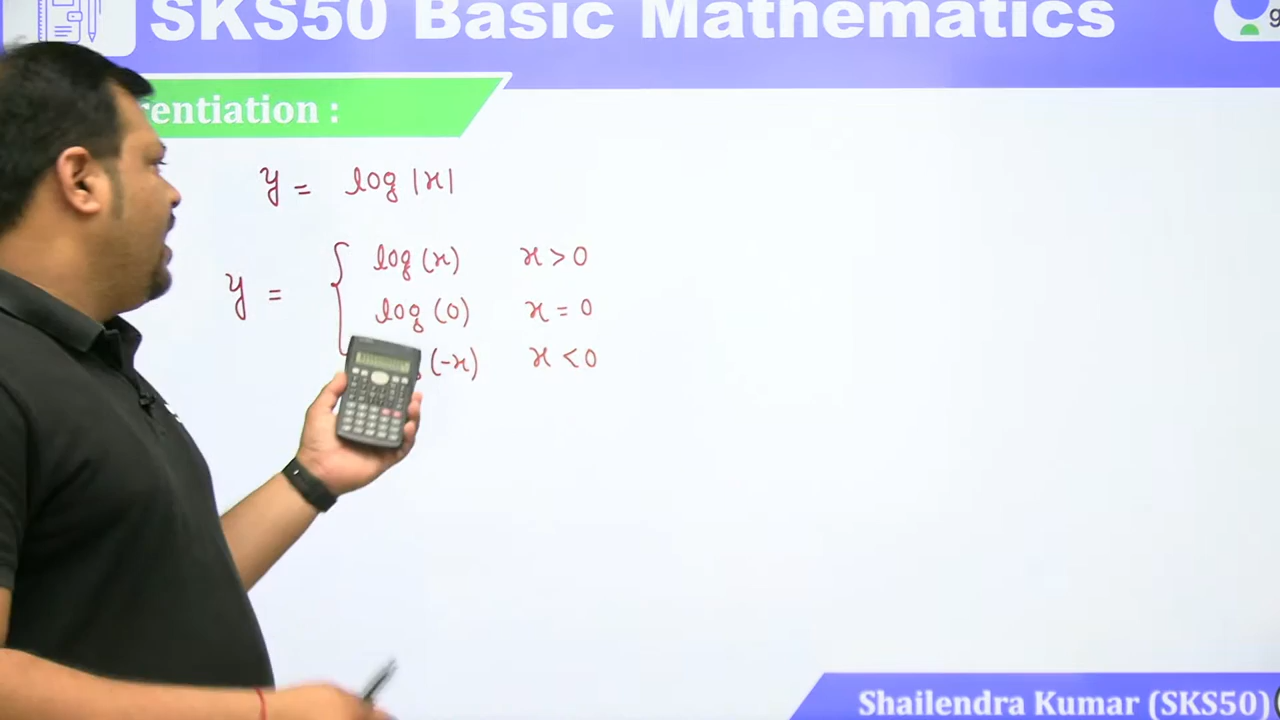 SKS50 Basic Mathematics
rentiation :
y = log |x|
y = { log (x) x > 0
log (0) x = 0
(-x) x < 0
Shailendra Kumar (SKS50)